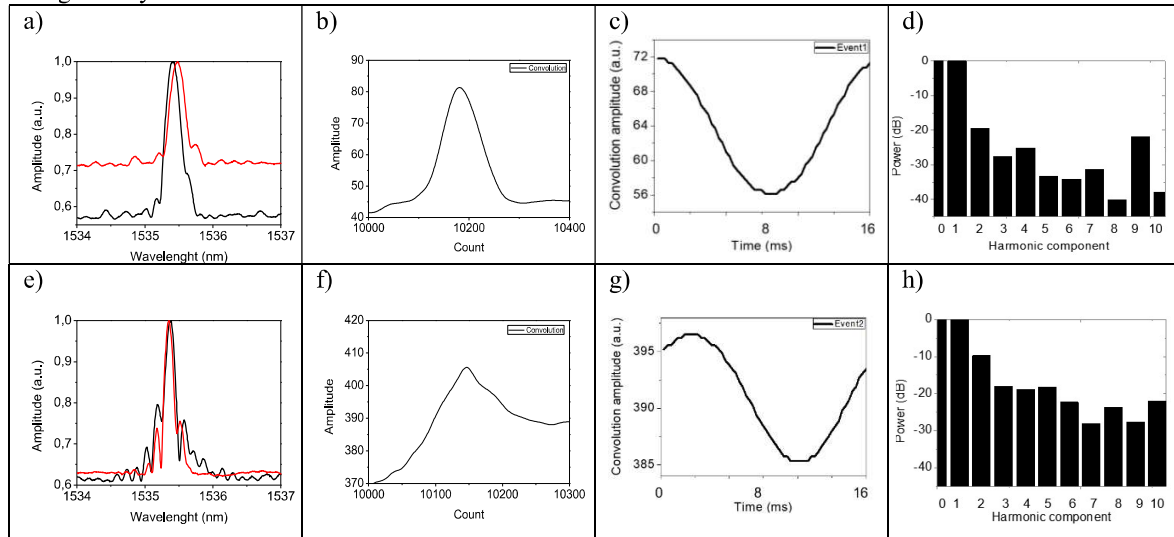 a)
1,0
0,9
0,8
0,7
0,6
Amplitude (a.u.)
1534 1535 1536 1537
Wavelenght (nm)
b)
90
80
70
60
50
40
Amplitude
Convolution
10000 10200 10400
Count
c)
72
68
64
60
56
Convolution amplitude (a.u.)
Event1
0 8 16
Time (ms)
d)
0
-10
-20
-30
-40
Power (dB)
0 1 2 3 4 5 6 7 8 9 10
Harmonic component
e)
1,0
0,9
0,8
0,7
0,6
Amplitude (a.u.)
1534 1535 1536 1537
Wavelenght (nm)
f)
420
410
400
390
380
370
Amplitude
Convolution
10000 10100 10200 10300
Count
g)
395
390
385
Convolution amplitude (a.u.)
Event2
0 8 16
Time (ms)
h)
0
-10
-20
-30
-40
Power (dB)
0 1 2 3 4 5 6 7 8 9 10
Harmonic component